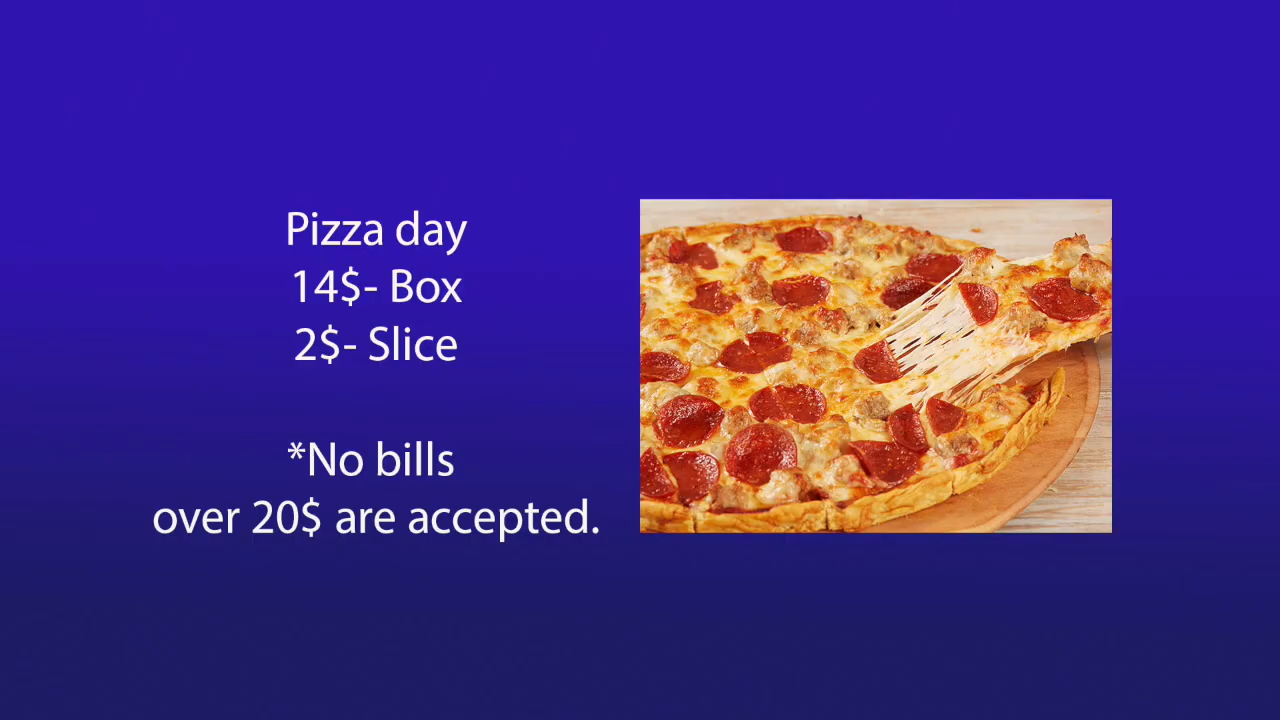 Pizza day
14$- Box
2$- Slice
*No bills
over 20$ are accepted.